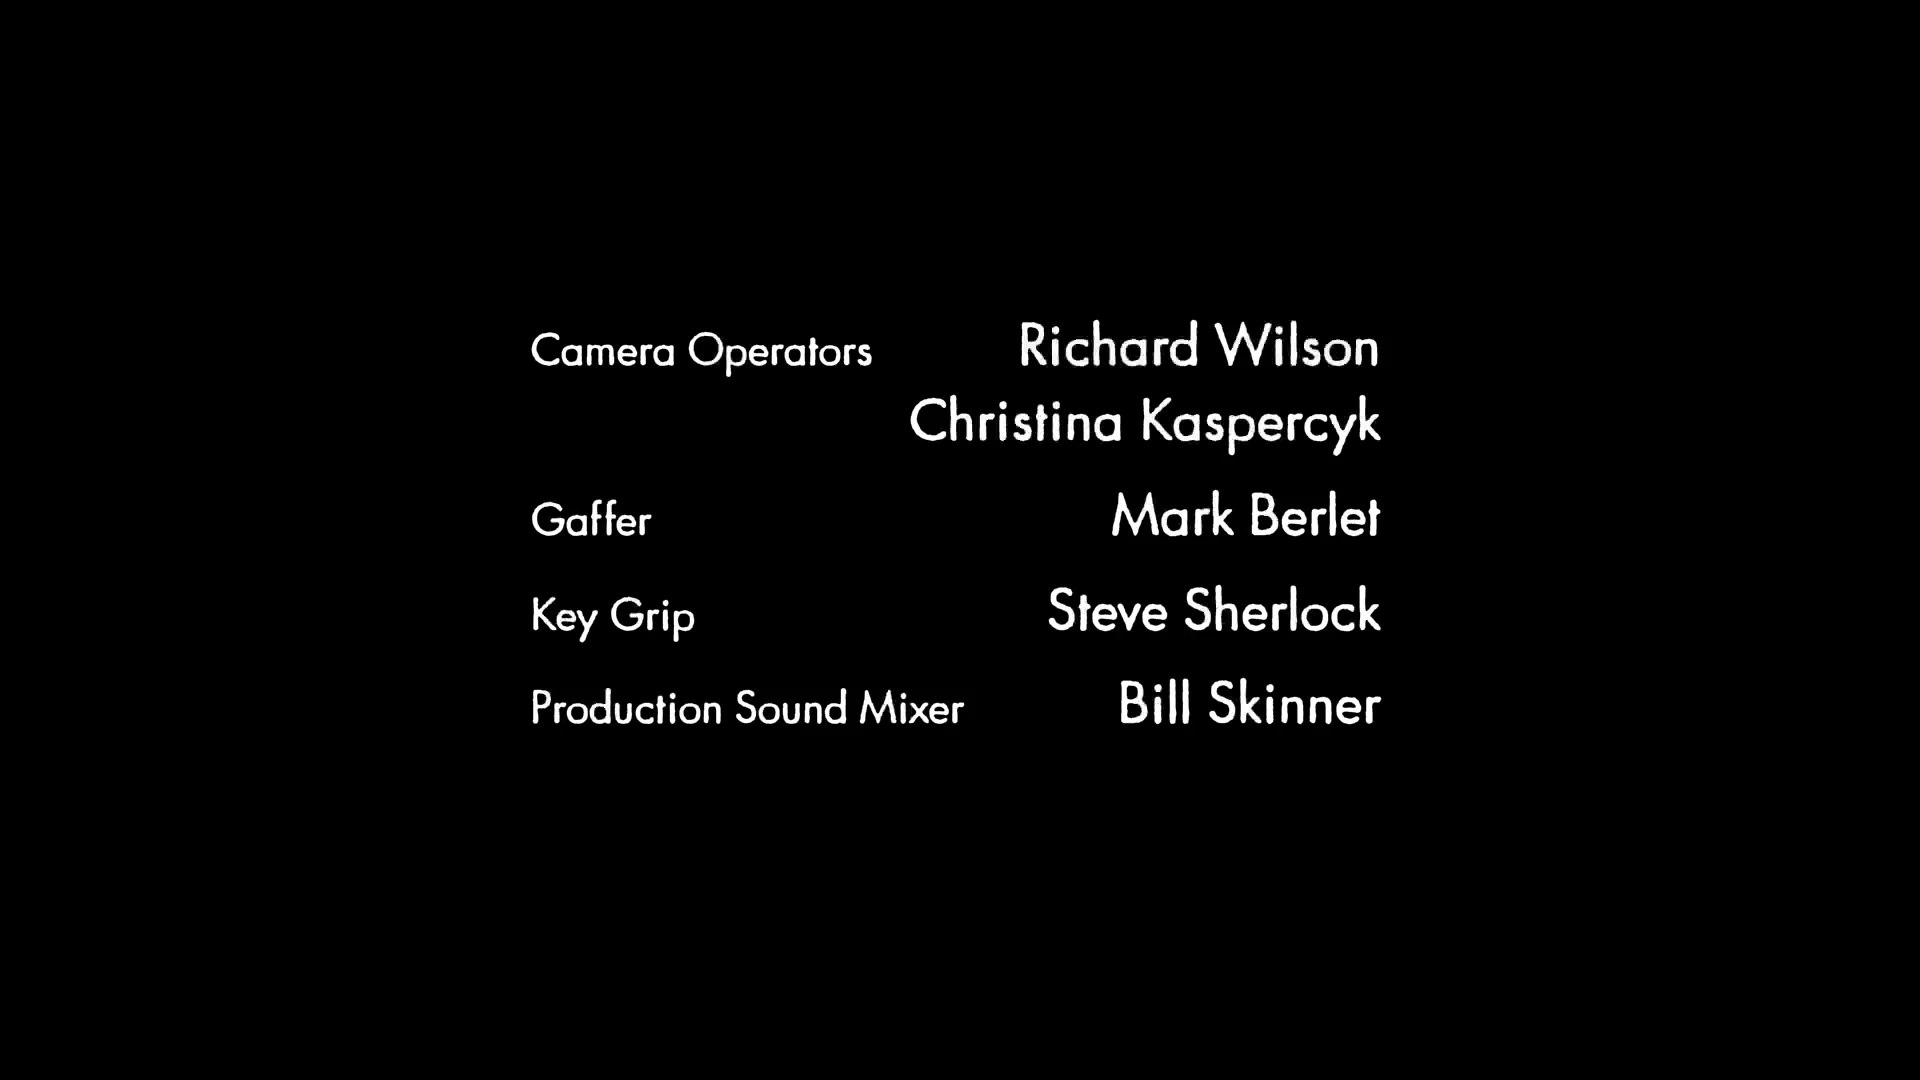 Camera Operators Richard Wilson
Christina Kaspercyk
Gaffer Mark Berlet
Key Grip Steve Sherlock
Production Sound Mixer Bill Skinner